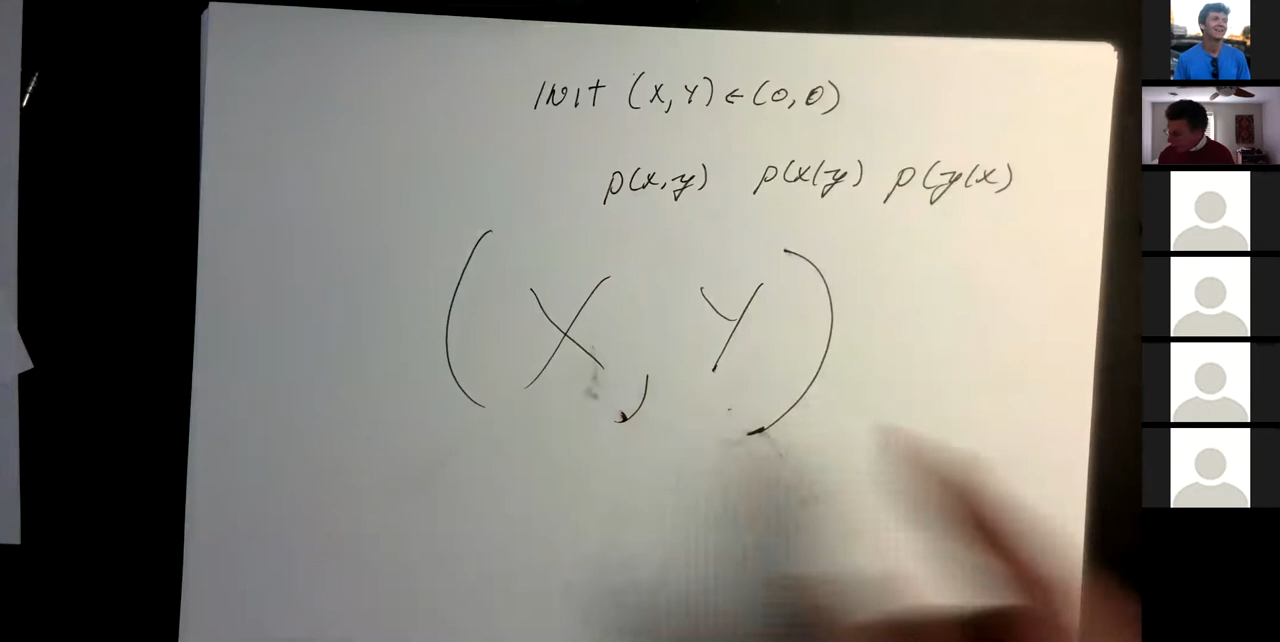 INIT (X, Y) ← (0, 0)
p(x, y) p(x|y) p(y|x)
(X, Y)